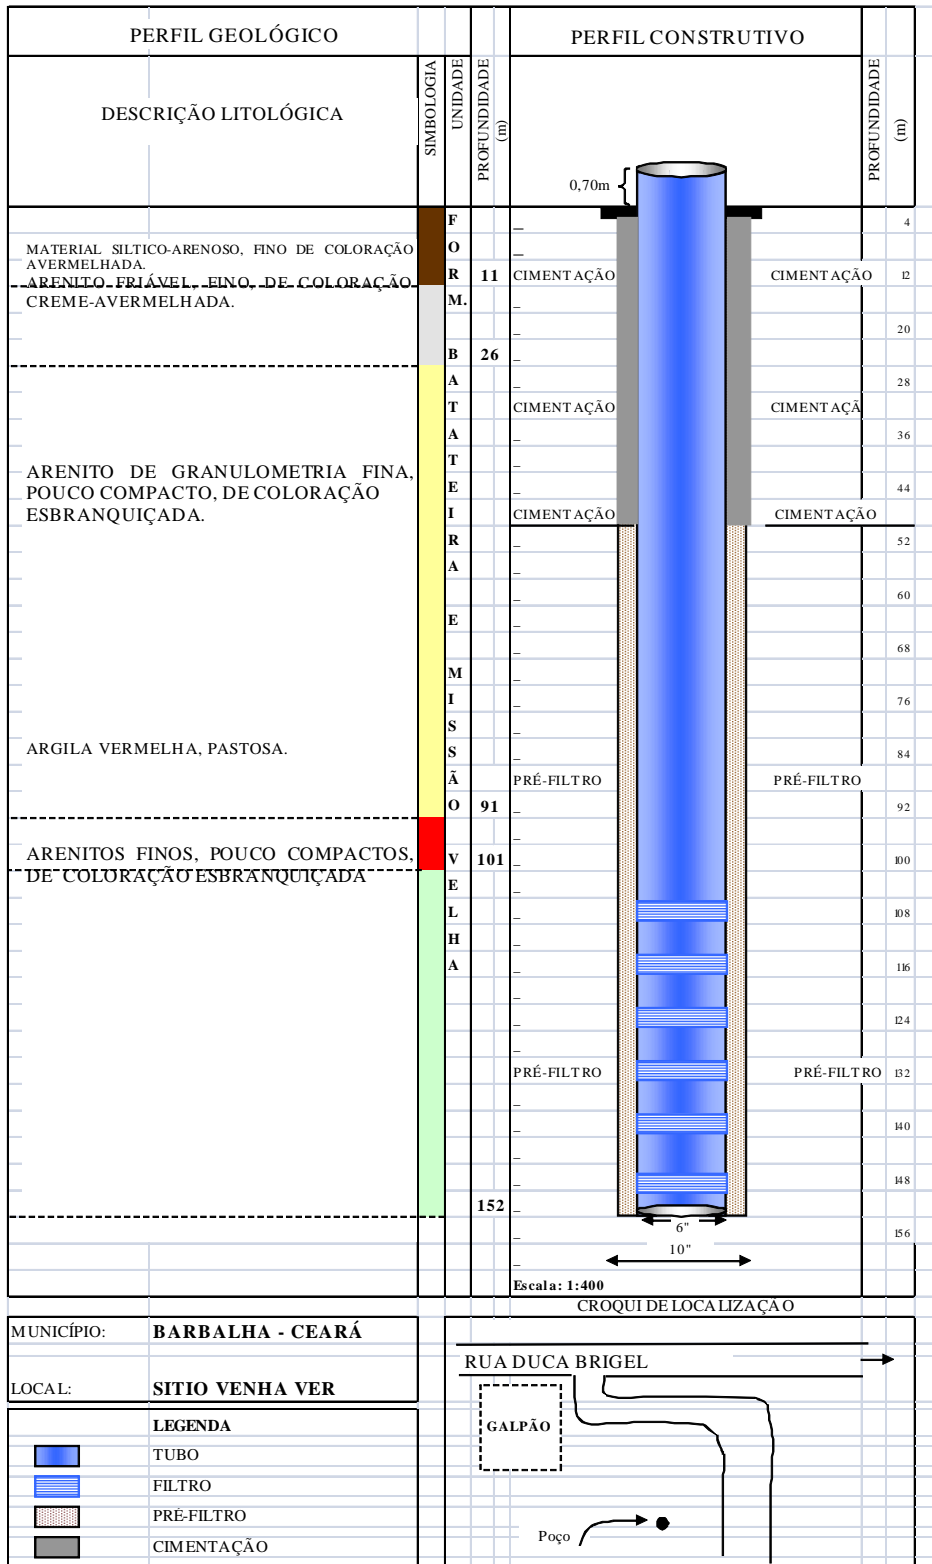 PERFIL GEOLÓGICO
PERFIL CONSTRUTIVO
DESCRIÇÃO LITOLÓGICA
SIMBOLOGIA
UNIDADE
PROFUNDIDADE
(m)
PROFUNDIDADE
(m)
0,70m
MATERIAL SILTICO-ARENOSO, FINO DE COLORAÇÃO
AVERMELHADA.
ARENITO FRIÁVEL, FINO, DE COLORAÇÃO
CREME-AVERMELHADA.
ARENITO DE GRANULOMETRIA FINA,
POUCO COMPACTO, DE COLORAÇÃO
ESBRANQUIÇADA.
ARGILA VERMELHA, PASTOSA.
ARENITOS FINOS, POUCO COMPACTOS,
DE COLORAÇÃO ESBRANQUIÇADA
FORM. BATATEIRA E MISSÃO VELHA
11
26
91
101
152
CIMENTAÇÃO
CIMENTAÇÃO
CIMENTAÇÃO
CIMENTAÇÃ
CIMENTAÇÃO
CIMENTAÇÃO
PRÉ-FILTRO
PRÉ-FILTRO
PRÉ-FILTRO
PRÉ-FILTRO
4
12
20
28
36
44
52
60
68
76
84
92
100
108
116
124
132
140
148
156
6"
10"
Escala: 1:400
CROQUI DE LOCALIZAÇÃO
MUNICÍPIO: BARBALHA - CEARÁ
LOCAL: SITIO VENHA VER
LEGENDA
TUBO
FILTRO
PRÉ-FILTRO
CIMENTAÇÃO
RUA DUCA BRIGEL
GALPÃO
Poço